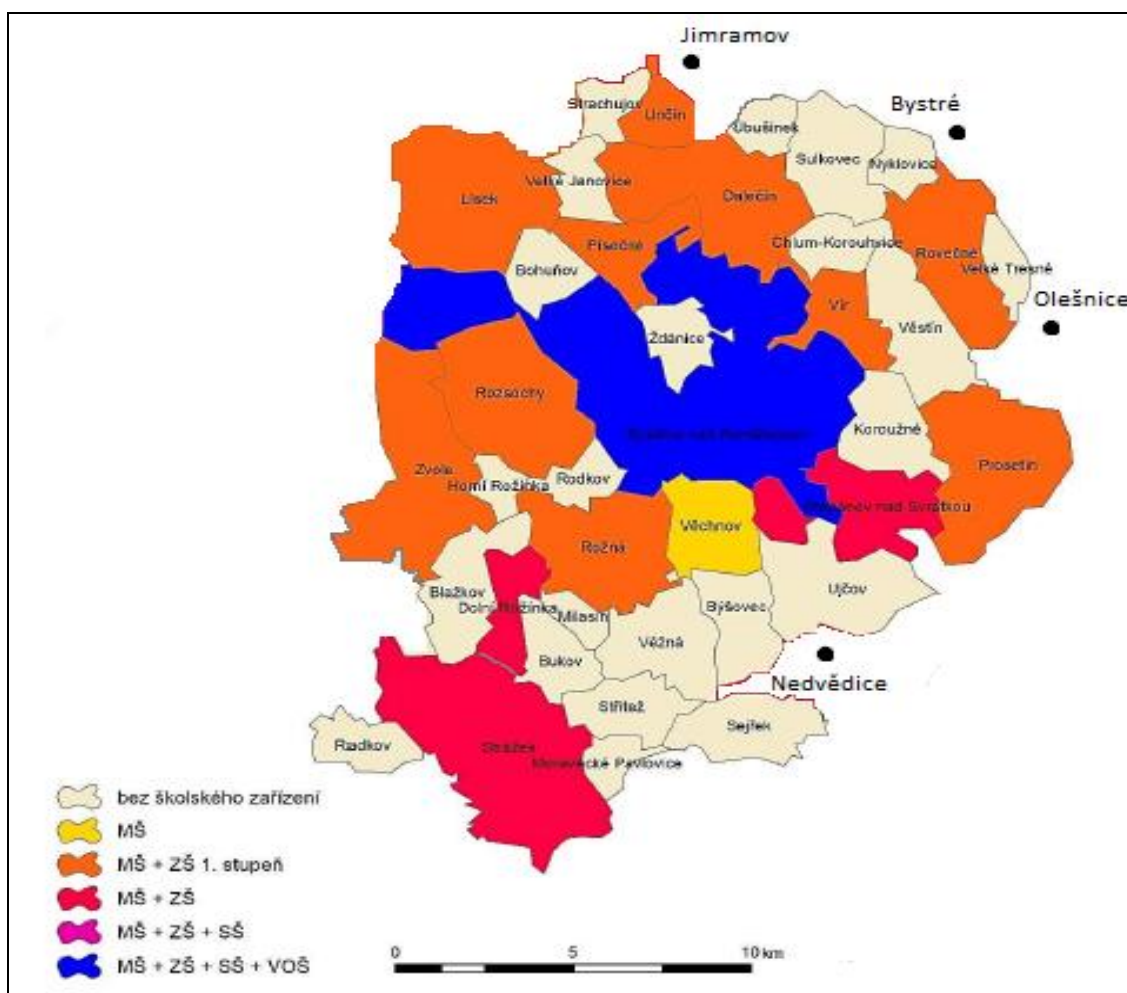 Jimramov
Strachujov
Unčín
Bystré
Ubušínek
Sulkovec
Nyklovice
Velké Janovice
Lísek
Dalečín
Písečné
Chlum-Korouhvice
Rovečné
Velké Tresné
Bohuňov
Olešnice
Vír
Věstín
Ždánice
Rozsochy
Koroužné
Zvole
Horní Rožínka
Rodkov
Prosetín
nad Svratkou
Věchnov
Rožná
Blažkov
Dolní Rožínka
Milasín
Býšovec
Ujčov
Věžná
Bukov
Nedvědice
Střítež
Sejřek
Radkov
Strážek
Moravecké Pavlovice
bez školského zařízení
MŠ
MŠ + ZŠ 1. stupeň
MŠ + ZŠ
MŠ + ZŠ + SŠ
MŠ + ZŠ + SŠ + VOŠ
0 5 10 km